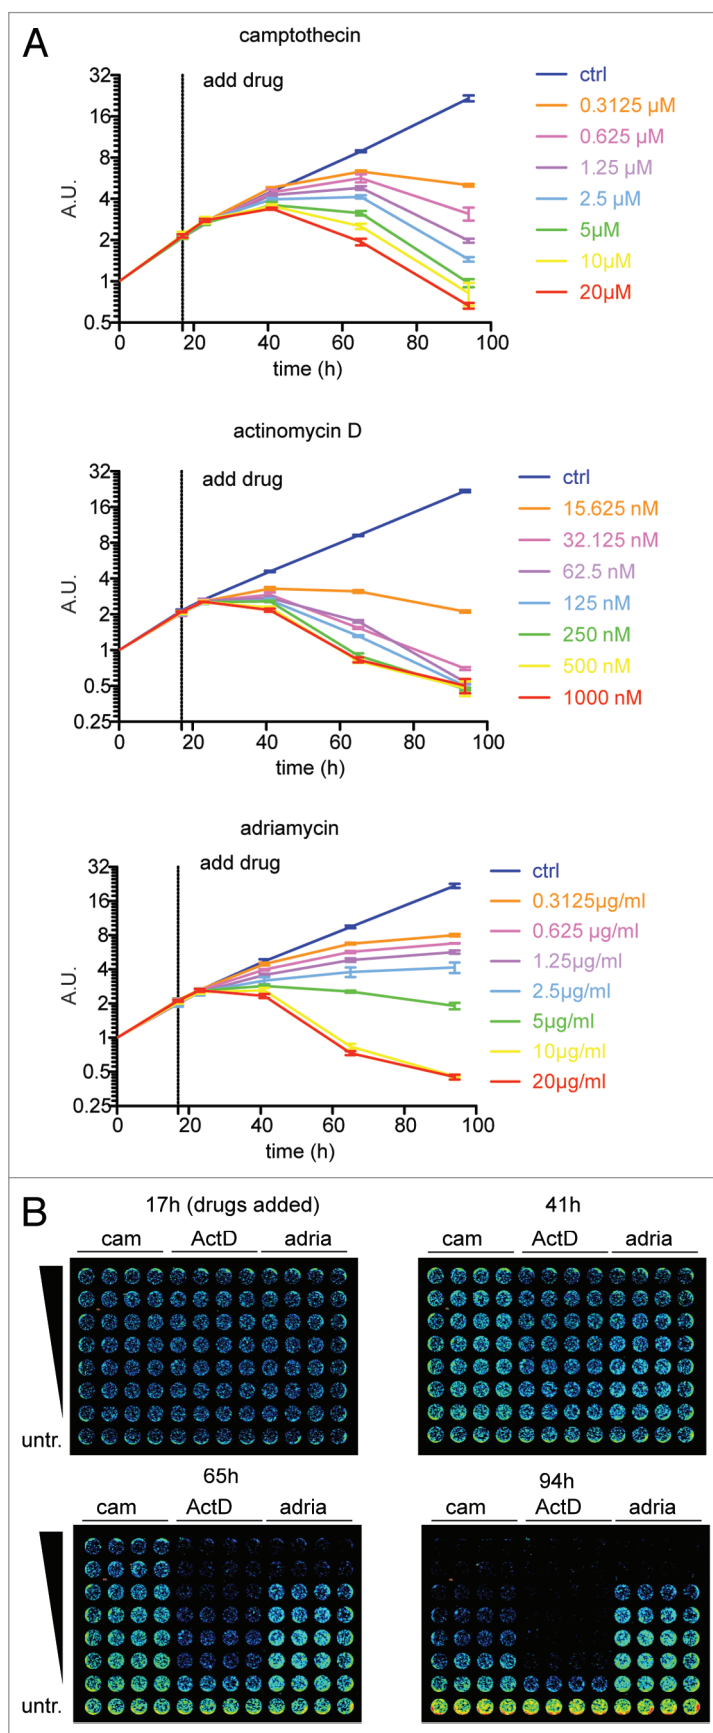 A
camptothecin
add drug
32
16
8
4
2
1
0.5
A.U.
0 20 40 60 80 100
time (h)
ctrl
0.3125 µM
0.625 µM
1.25 µM
2.5 µM
5µM
10µM
20µM
actinomycin D
add drug
32
16
8
4
2
1
0.5
0.25
A.U.
0 20 40 60 80 100
time (h)
ctrl
15.625 nM
32.125 nM
62.5 nM
125 nM
250 nM
500 nM
1000 nM
adriamycin
add drug
32
16
8
4
2
1
0.5
0.25
A.U.
0 20 40 60 80 100
time (h)
ctrl
0.3125µg/ml
0.625 µg/ml
1.25µg/ml
2.5µg/ml
5µg/ml
10µg/ml
20µg/ml
B
17h (drugs added)
cam ActD adria
untr.
41h
cam ActD adria
65h
cam ActD adria
untr.
94h
cam ActD adria